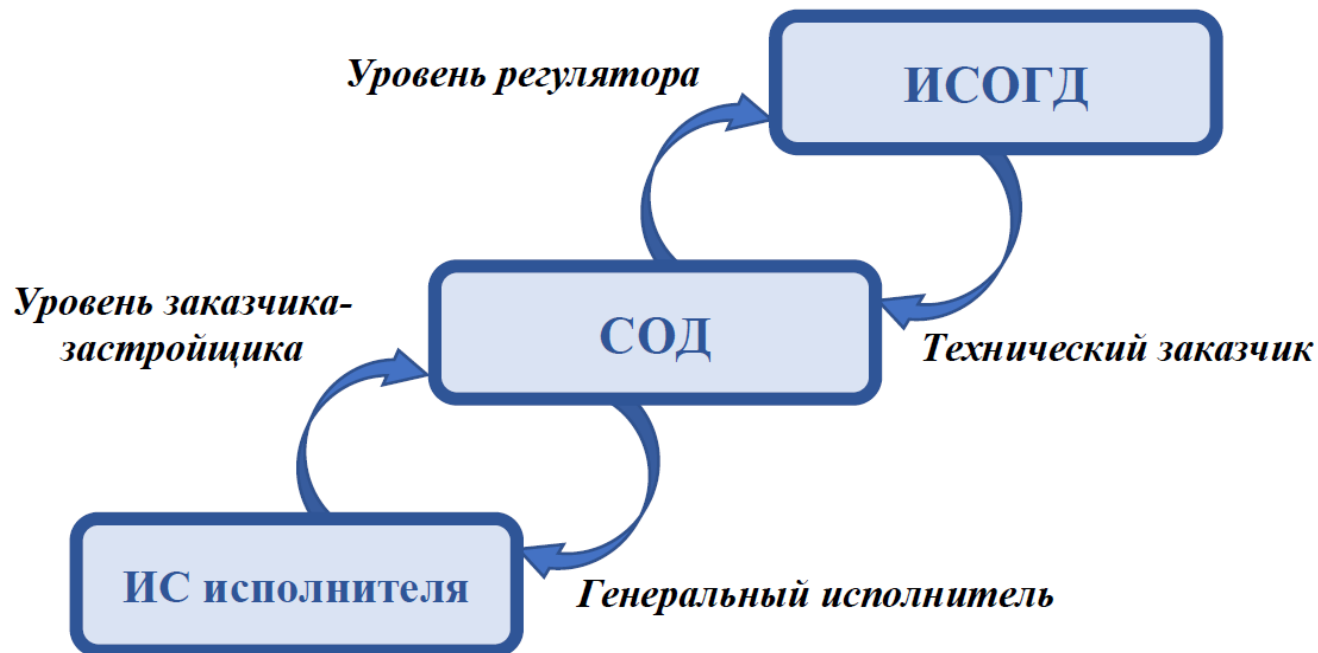 Уровень регулятора
ИСОГД
Уровень заказчика-
застройщика
СОД
Технический заказчик
ИС исполнителя
Генеральный исполнитель